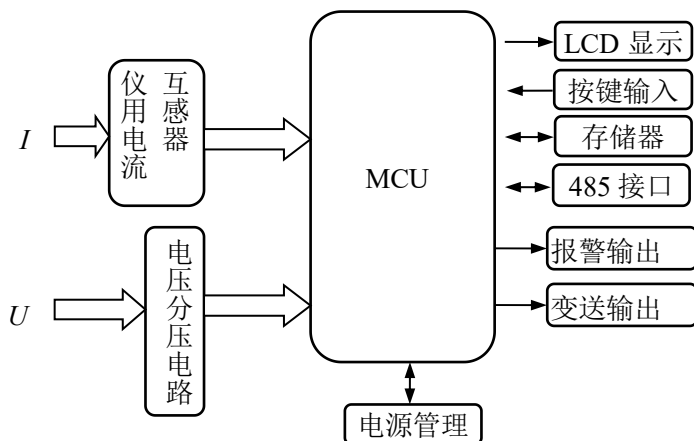 I
仪用电流
互感器
U
电压分压电路
MCU
LCD 显示
按键输入
存储器
485 接口
报警输出
变送输出
电源管理